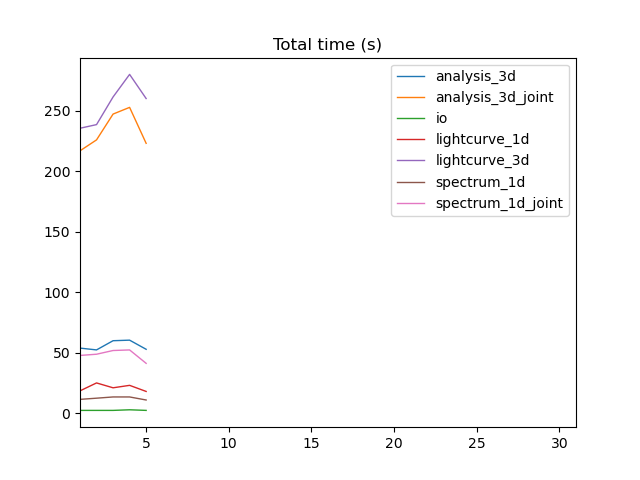 Total time (s)
analysis_3d
analysis_3d_joint
io
lightcurve_1d
lightcurve_3d
spectrum_1d
spectrum_1d_joint
250
200
150
100
50
0
5 10 15 20 25 30